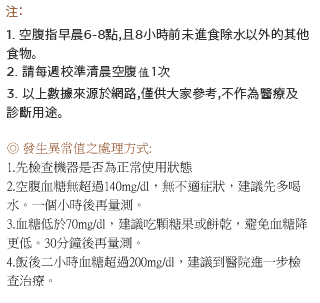 注:
1. 空腹指早晨6-8點,且8小時前未進食除水以外的其他
食物。
2. 請每週校準清晨空腹值1次
3. 以上數據來源於網路,僅供大家參考,不作為醫療及
診斷用途。
◎ 發生異常值之處理方式:
1.先檢查機器是否為正常使用狀態
2.空腹血糖無超過140mg/dl，無不適症狀，建議先多喝
水。一個小時後再量測。
3.血糖低於70mg/dl，建議吃顆糖果或餅乾，避免血糖降
更低。30分鐘後再量測。
4.飯後二小時血糖超過200mg/dl，建議到醫院進一步檢
查治療。